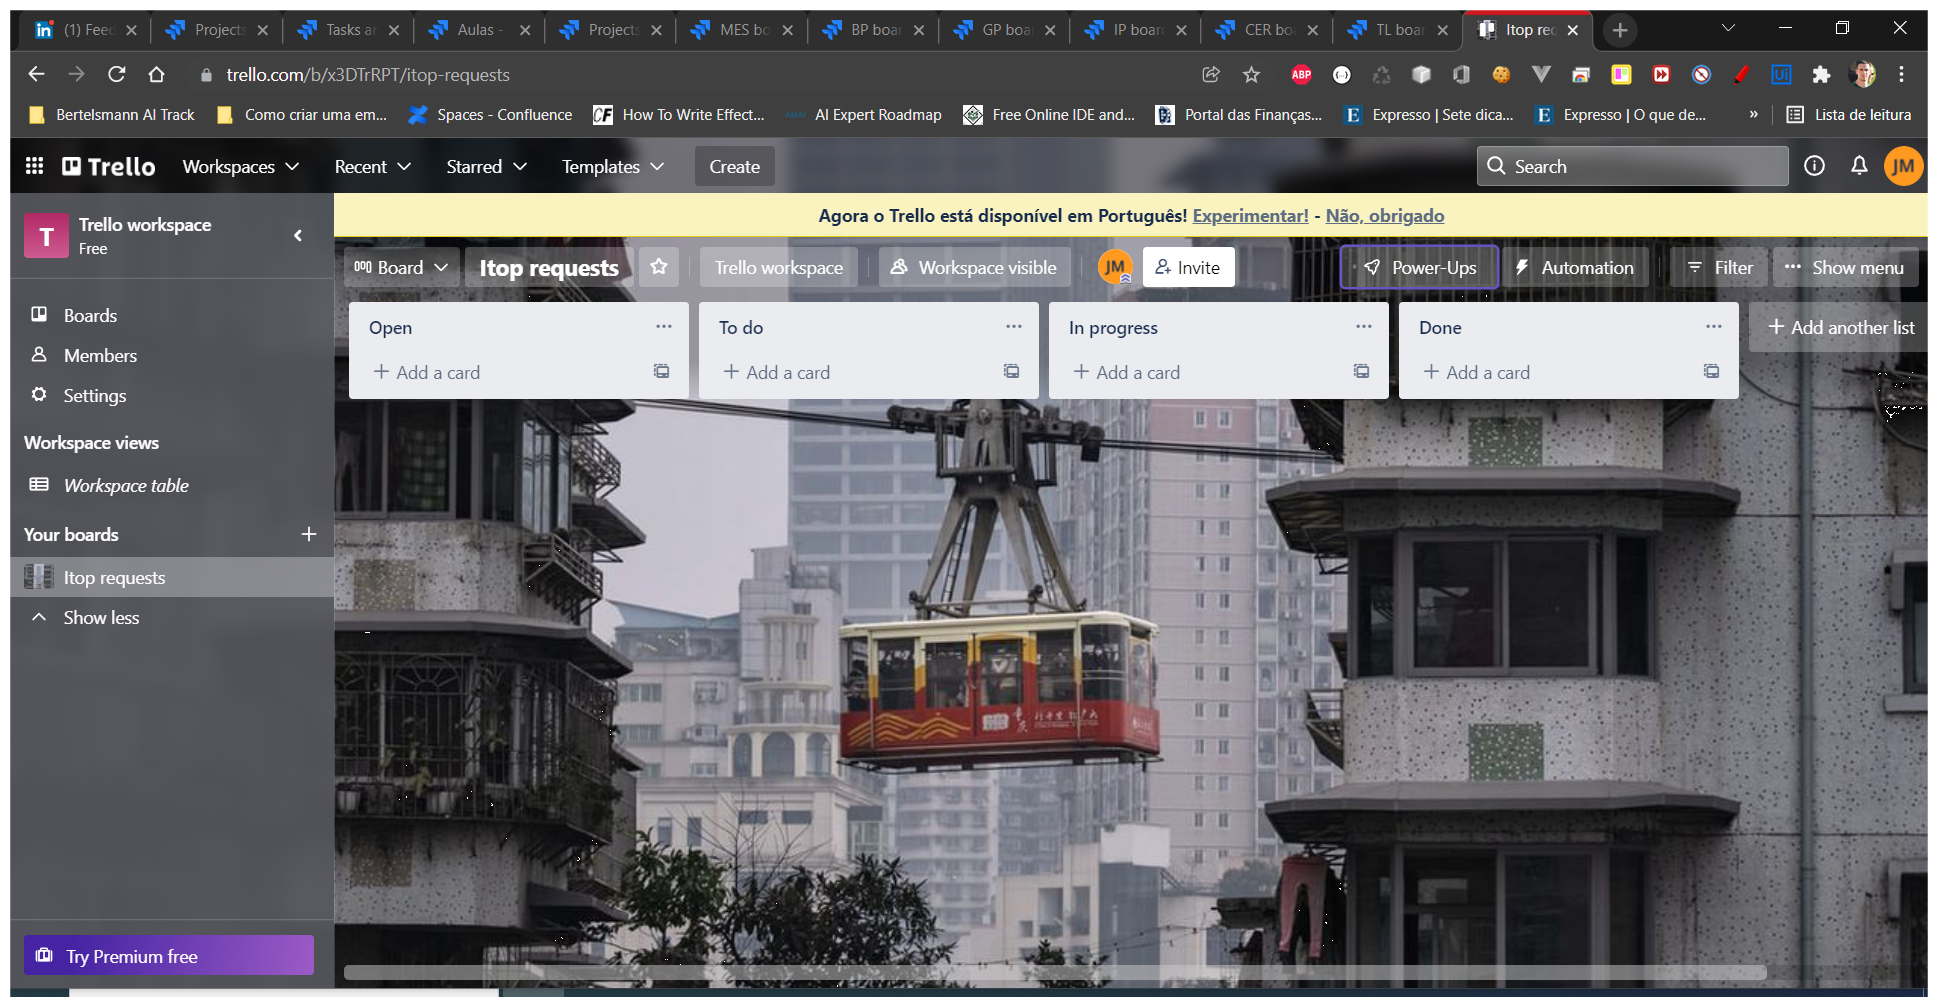 (1) Feed
Projects
Tasks an
Aulas -
Projects
MES bo
BP boar
GP boar
IP board
CER bo
TL boar
Itop req
trello.com/b/x3DTrRPT/itop-requests
ABP
Ui
Bertelsmann AI Track
Como criar uma em...
Spaces - Confluence
CF How To Write Effect...
AI Expert Roadmap
Free Online IDE and...
Portal das Finanças...
E Expresso | Sete dica...
E Expresso | O que de...
»
Lista de leitura
Trello
Workspaces
Recent
Starred
Templates
Create
Search
JM
T
Trello workspace
Free
Agora o Trello está disponível em Português! Experimentar! - Não, obrigado
Board
Itop requests
Trello workspace
Workspace visible
JM
Invite
Power-Ups
Automation
Filter
Show menu
Boards
Members
Settings
Workspace views
Workspace table
Your boards
Itop requests
Show less
Try Premium free
Open
+ Add a card
To do
+ Add a card
In progress
+ Add a card
Done
+ Add a card
+ Add another list